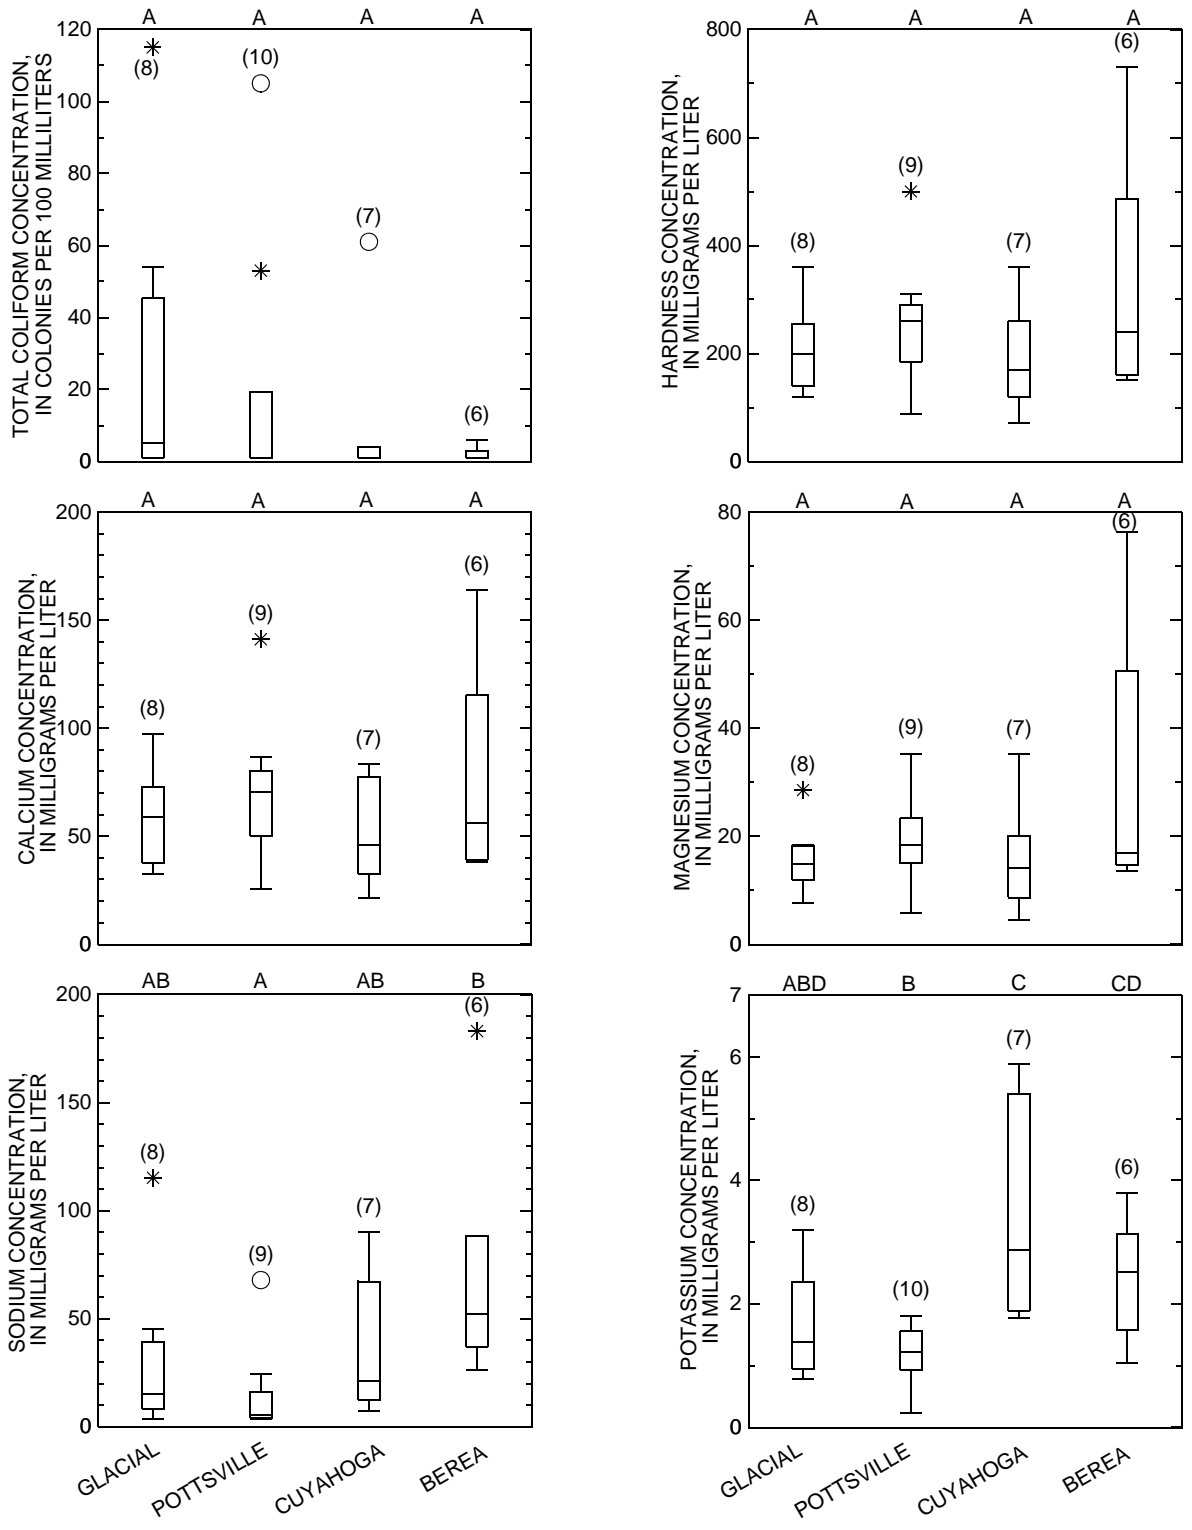 A A A A
TOTAL COLIFORM CONCENTRATION,
IN COLONIES PER 100 MILLILITERS
120
100
80
60
40
20
0
(8)
(10)
(7)
(6)
A A A A
HARDNESS CONCENTRATION,
IN MILLIGRAMS PER LITER
800
600
400
200
0
(8)
(9)
(7)
(6)
A A A A
CALCIUM CONCENTRATION,
IN MILLIGRAMS PER LITER
200
150
100
50
0
(8)
(9)
(7)
(6)
A A A A
MAGNESIUM CONCENTRATION,
IN MILLLIGRAMS PER LITER
80
60
40
20
0
(8)
(9)
(7)
(6)
AB A AB B
SODIUM CONCENTRATION,
IN MILLIGRAMS PER LITER
200
150
100
50
0
(8)
(9)
(7)
(6)
GLACIAL
POTTSVILLE
CUYAHOGA
BEREA
ABD B C CD
POTASSIUM CONCENTRATION,
IN MILLIGRAMS PER LITER
7
6
4
2
0
(8)
(10)
(7)
(6)
GLACIAL
POTTSVILLE
CUYAHOGA
BEREA